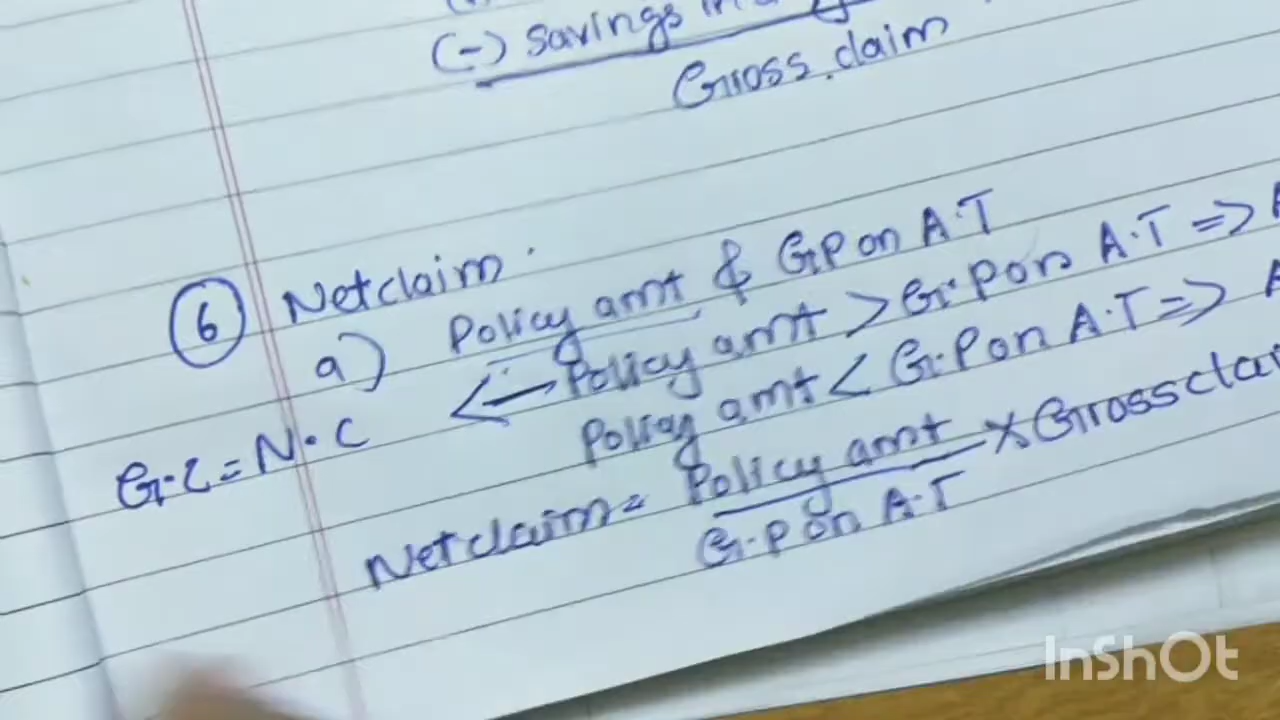 (-) savings in
Gross claim
6 Netclaim.
a) Policy amt & G.P on A.T
Policy amt > G.P on A.T =>
G.C = N.C
Policy amt < G.P on A.T => A
Netclaim = Policy amt × Gross clai
G.P on A.T
InShOt